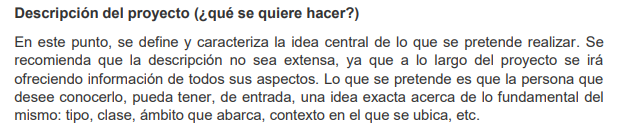 Descripción del proyecto (¿qué se quiere hacer?)
En este punto, se define y caracteriza la idea central de lo que se pretende realizar. Se
recomienda que la descripción no sea extensa, ya que a lo largo del proyecto se irá
ofreciendo información de todos sus aspectos. Lo que se pretende es que la persona que
desee conocerlo, pueda tener, de entrada, una idea exacta acerca de lo fundamental del
mismo: tipo, clase, ámbito que abarca, contexto en el que se ubica, etc.